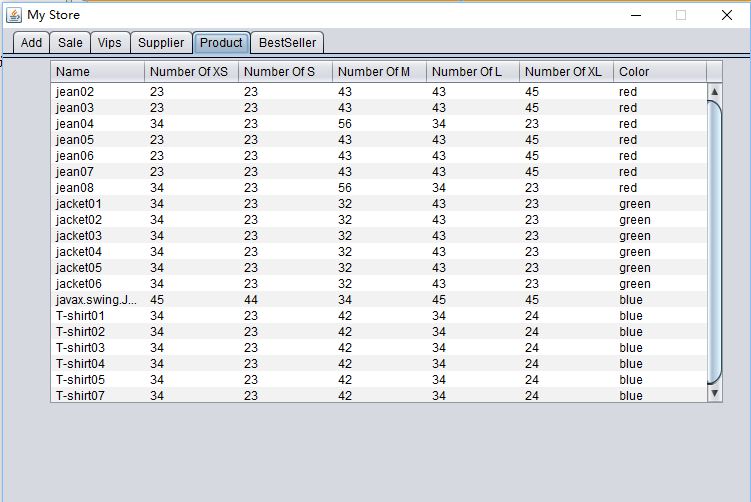 My Store
Add Sale Vips Supplier Product BestSeller
Name Number Of XS Number Of S Number Of M Number Of L Number Of XL Color
jean02 23 23 43 43 45 red
jean03 23 23 43 43 45 red
jean04 34 23 56 34 23 red
jean05 23 23 43 43 45 red
jean06 23 23 43 43 45 red
jean07 23 23 43 43 45 red
jean08 34 23 56 34 23 red
jacket01 34 23 32 43 23 green
jacket02 34 23 32 43 23 green
jacket03 34 23 32 43 23 green
jacket04 34 23 32 43 23 green
jacket05 34 23 32 43 23 green
jacket06 34 23 32 43 23 green
javax.swing.J... 45 44 34 45 45 blue
T-shirt01 34 23 42 34 24 blue
T-shirt02 34 23 42 34 24 blue
T-shirt03 34 23 42 34 24 blue
T-shirt04 34 23 42 34 24 blue
T-shirt05 34 23 42 34 24 blue
T-shirt07 34 23 42 34 24 blue